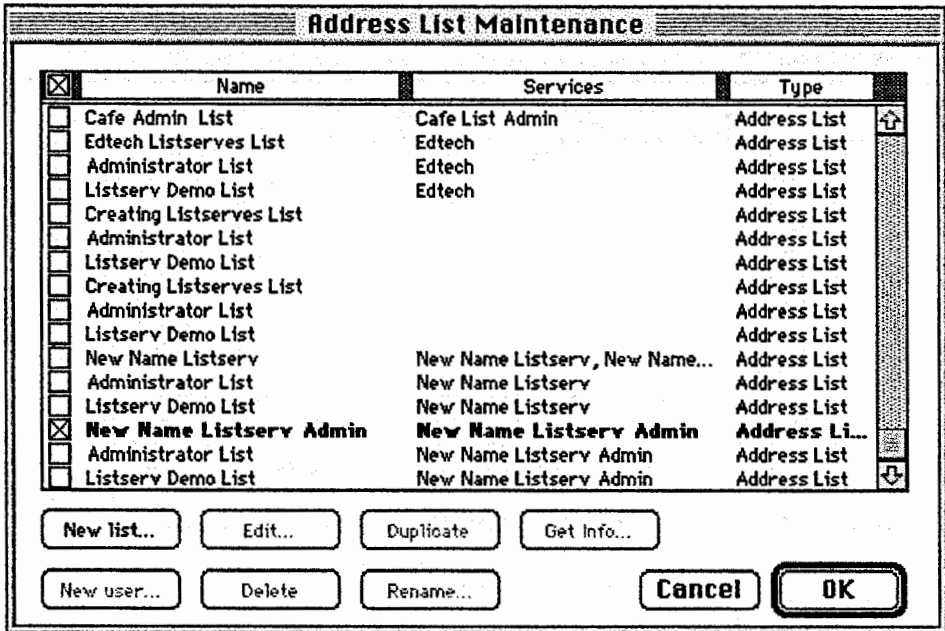 Address List Maintenance
Name Services Type
Cafe Admin List Cafe List Admin Address List
Edtech Listserves List Edtech Address List
Administrator List Edtech Address List
Listserv Demo List Edtech Address List
Creating Listserves List Address List
Administrator List Address List
Listserv Demo List Address List
Creating Listserves List Address List
Administrator List Address List
Listserv Demo List Address List
New Name Listserv New Name Listserv, New Name... Address List
Administrator List New Name Listserv Address List
Listserv Demo List New Name Listserv Address List
New Name Listserv Admin New Name Listserv Admin Address Li...
Administrator List New Name Listserv Admin Address List
Listserv Demo List New Name Listserv Admin Address List
New list... Edit... Duplicate Get Info...
New user... Delete Rename... Cancel OK